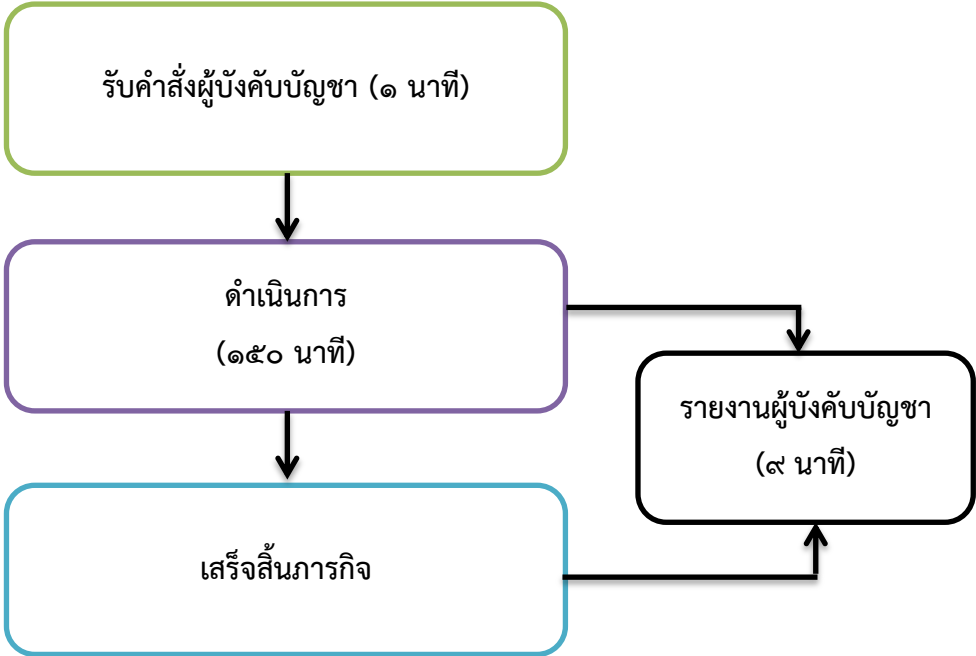 รับคำสั่งผู้บังคับบัญชา (๑ นาที)
ดำเนินการ
(๑๕๐ นาที)
รายงานผู้บังคับบัญชา
(๙ นาที)
เสร็จสิ้นภารกิจ